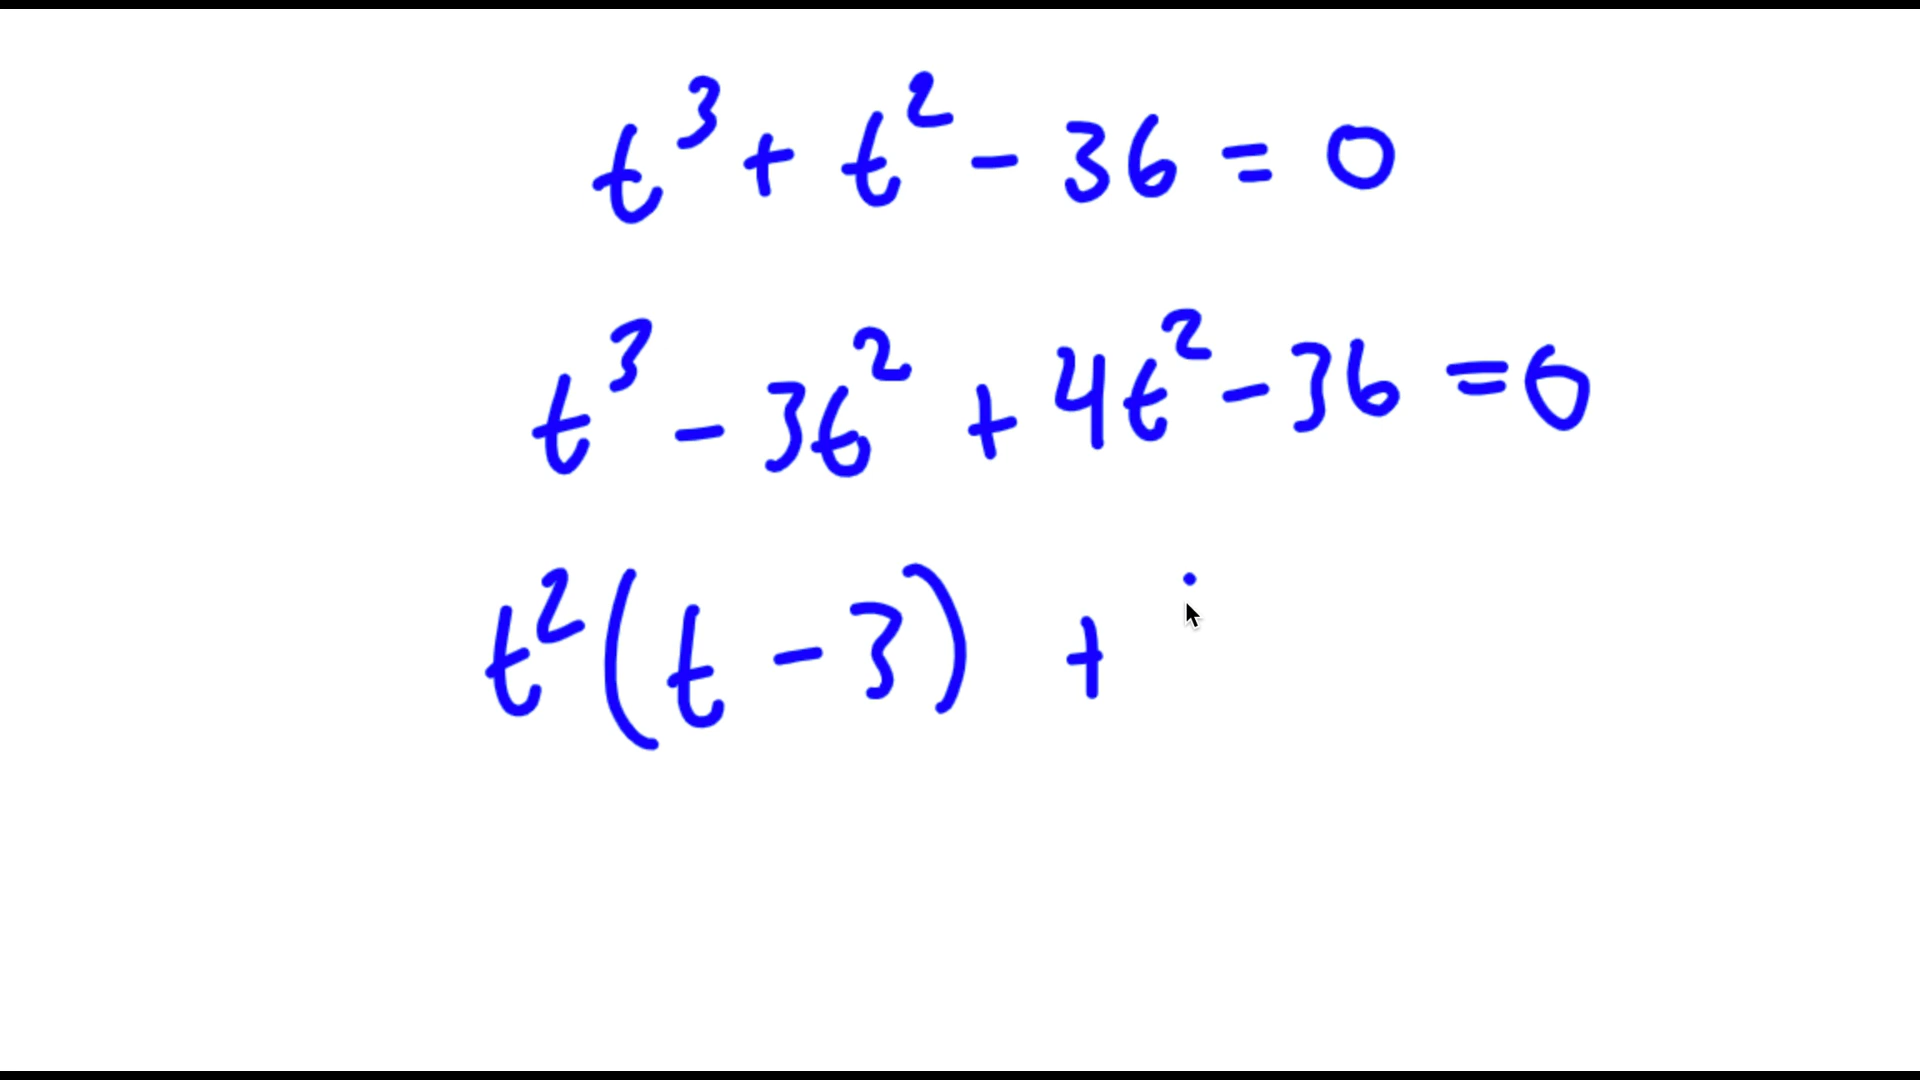 t³ + t² - 36 = 0
t³ - 3t² + 4t² - 36 = 0
t²(t - 3) +